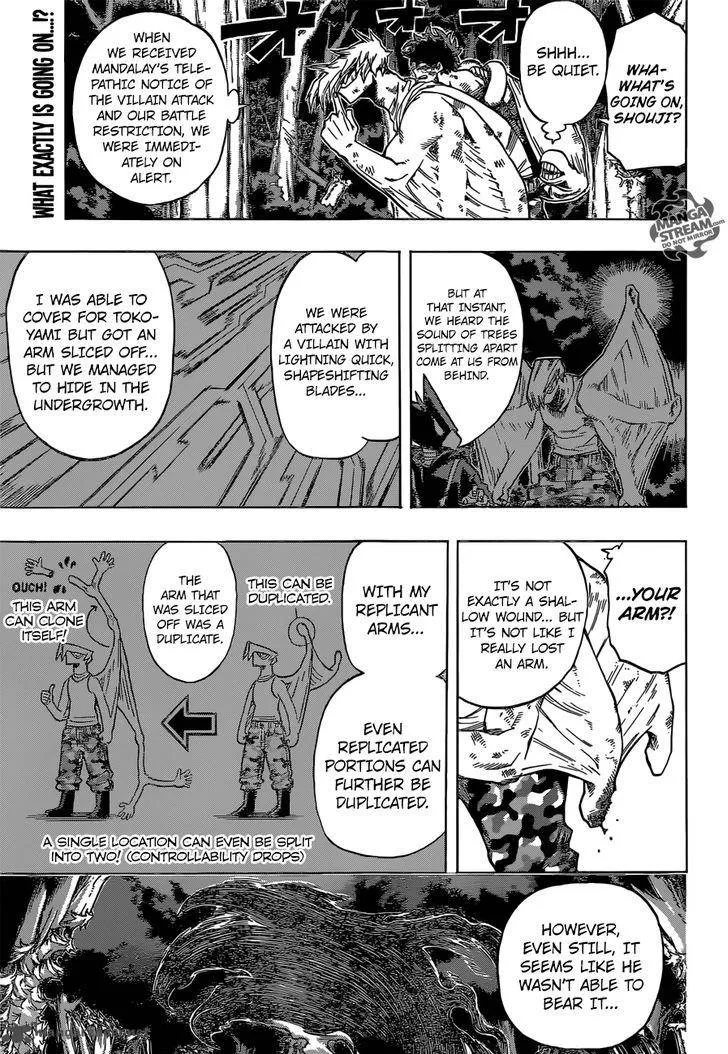 WHA-
WHAT'S
GOING ON,
SHOUJI?
SHHH...
BE QUIET.
WHEN
WE RECEIVED
MANDALAY'S TELE-
PATHIC NOTICE
OF THE VILLAIN ATTACK
AND OUR BATTLE
RESTRICTION, WE
WERE IMMEDI-
ATELY ON
ALERT.
WHAT EXACTLY IS GOING ON...!?
オオ
MANGA
STREAM.com
DO NOT MIRROR
BUT AT
THAT INSTANT,
WE HEARD THE
SOUND OF TREES
SPLITTING APART
COME AT US FROM
BEHIND.
WE WERE
ATTACKED BY
A VILLAIN WITH
LIGHTNING QUICK,
SHAPESHIFTING
BLADES...
I WAS ABLE TO
COVER FOR TOKO-
YAMI BUT GOT AN
ARM SLICED OFF...
BUT WE MANAGED
TO HIDE IN THE
UNDERGROWTH.
...YOUR
ARM?!
IT'S NOT
EXACTLY A SHAL-
LOW WOUND... BUT
IT'S NOT LIKE I
REALLY LOST
AN ARM.
WITH MY
REPLICANT
ARMS...
EVEN
REPLICATED
PORTIONS CAN
FURTHER BE
DUPLICATED.
THIS CAN BE
DUPLICATED.
THE
ARM THAT
WAS SLICED
OFF WAS A
DUPLICATE.
OUCH!
THIS ARM
CAN CLONE
ITSELF!
A SINGLE LOCATION CAN EVEN BE SPLIT
INTO TWO! (CONTROLLABILITY DROPS)
HOWEVER,
EVEN STILL, IT
SEEMS LIKE HE
WASN'T ABLE TO
BEAR IT...